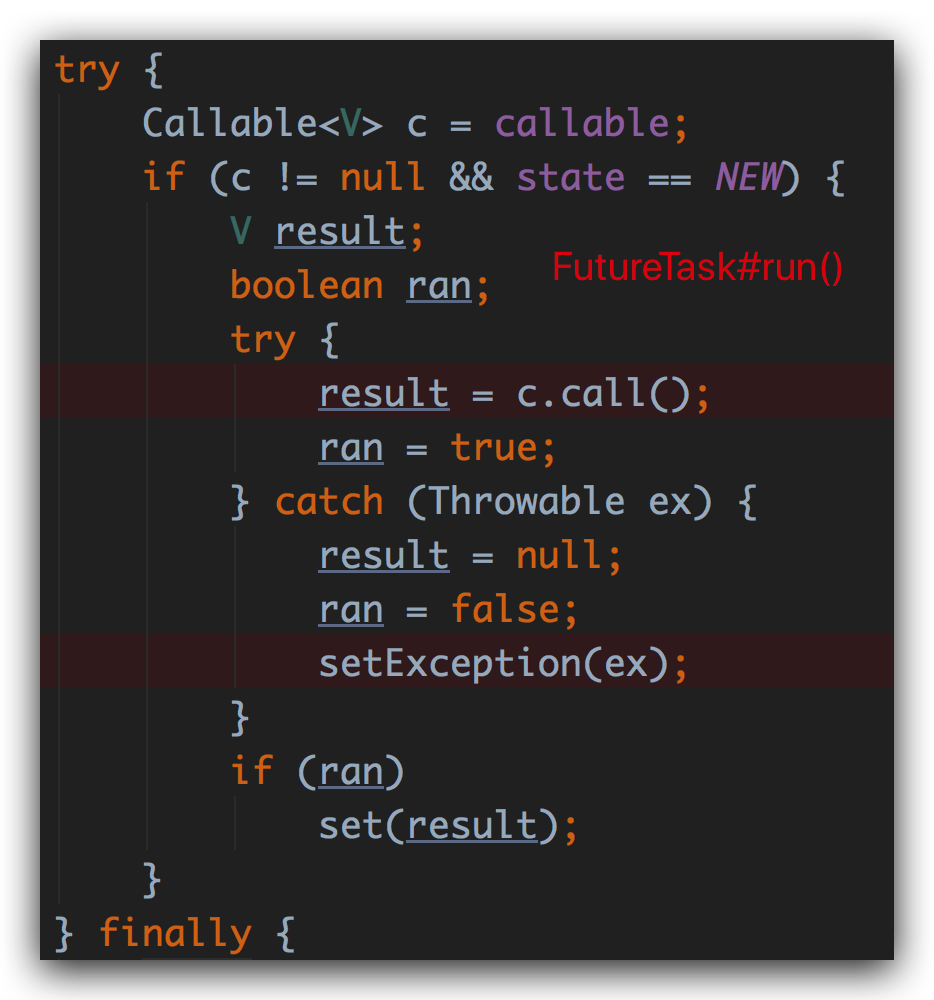 try {
    Callable<V> c = callable;
    if (c != null && state == NEW) {
        V result;
        FutureTask#run()
        boolean ran;
        try {
            result = c.call();
            ran = true;
        } catch (Throwable ex) {
            result = null;
            ran = false;
            setException(ex);
        }
        if (ran)
            set(result);
    }
} finally {